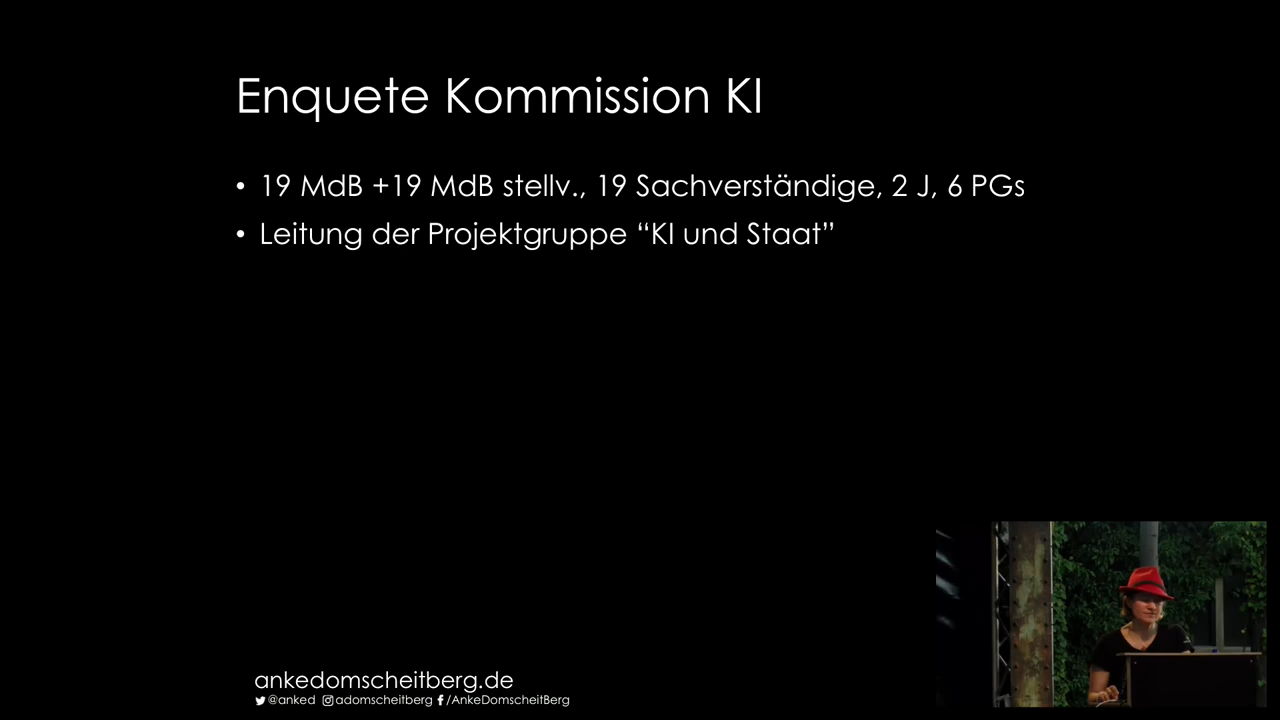 Enquete Kommission KI
• 19 MdB +19 MdB stellv., 19 Sachverständige, 2 J, 6 PGs
• Leitung der Projektgruppe “KI und Staat”
ankedomscheitberg.de
@anked adomscheitberg /AnkeDomscheitBerg